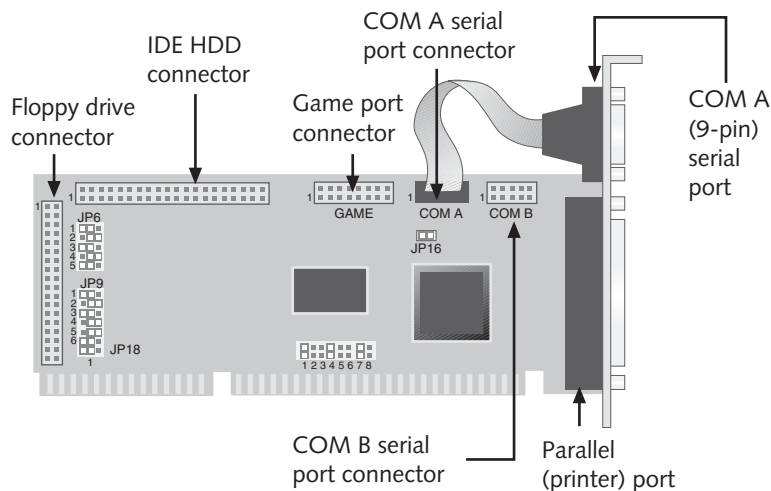 COM A serial
port connector
IDE HDD
connector
Floppy drive
connector
Game port
connector
COM A
(9-pin)
serial
port
1
1
1
GAME
1
COM A
1
COM B
JP6
1
2
3
4
5
JP16
JP9
1
2
3
4
5
6
JP18
1
1 2 3 4 5 6 7 8
COM B serial
port connector
Parallel
(printer) port